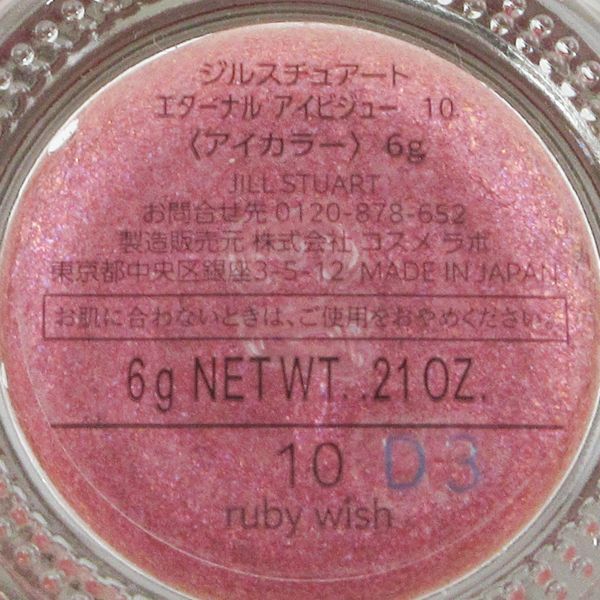 ジルスチュアート
エターナル アイビジュー 10
〈アイカラー〉 6g
JILL STUART
お問合せ先 0120-878-652
製造販売元 株式会社 コスメ ラボ
東京都中央区銀座3-5-12 MADE IN JAPAN
お肌に合わないときは、ご使用をおやめください。
6g NET WT. .21 OZ.
10 D3
ruby wish